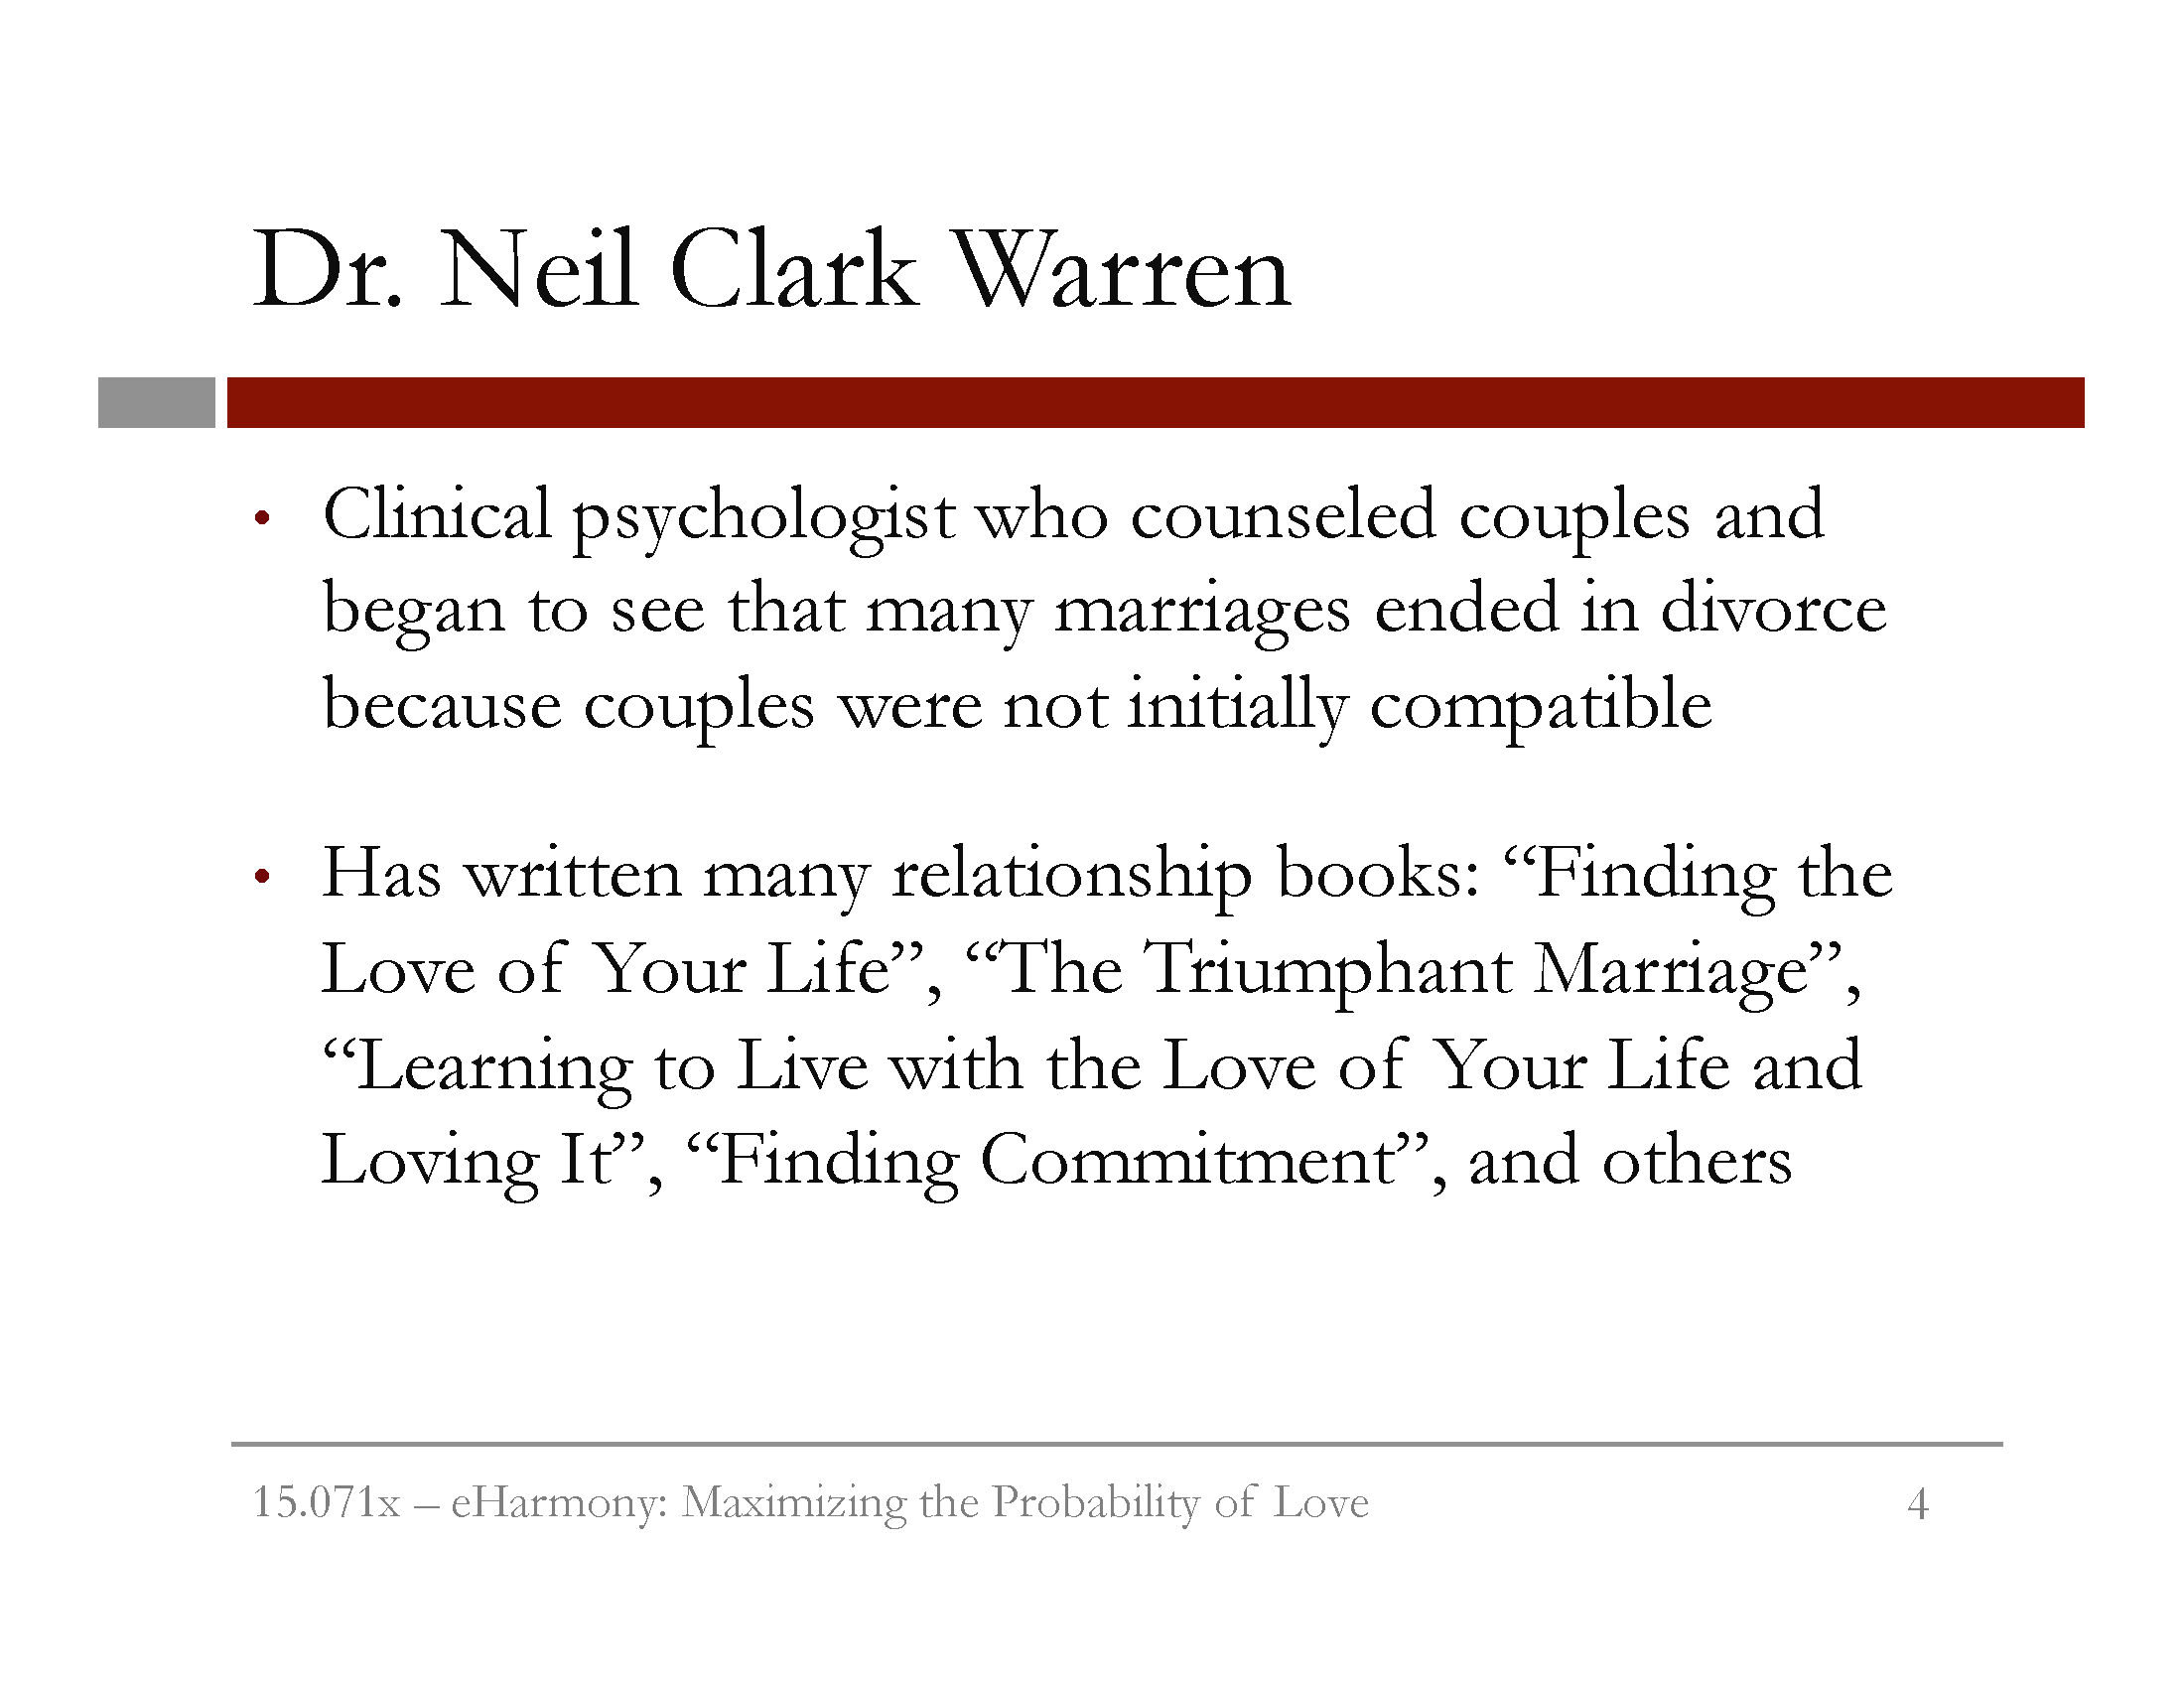 Dr. Neil Clark Warren
• Clinical psychologist who counseled couples and
began to see that many marriages ended in divorce
because couples were not initially compatible
• Has written many relationship books: “Finding the
Love of Your Life”, “The Triumphant Marriage”,
“Learning to Live with the Love of Your Life and
Loving It”, “Finding Commitment”, and others
15.071x – eHarmony: Maximizing the Probability of Love 4